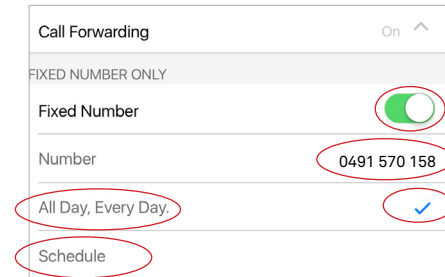 Call Forwarding On
FIXED NUMBER ONLY
Fixed Number
Number 0491 570 158
All Day, Every Day.
Schedule